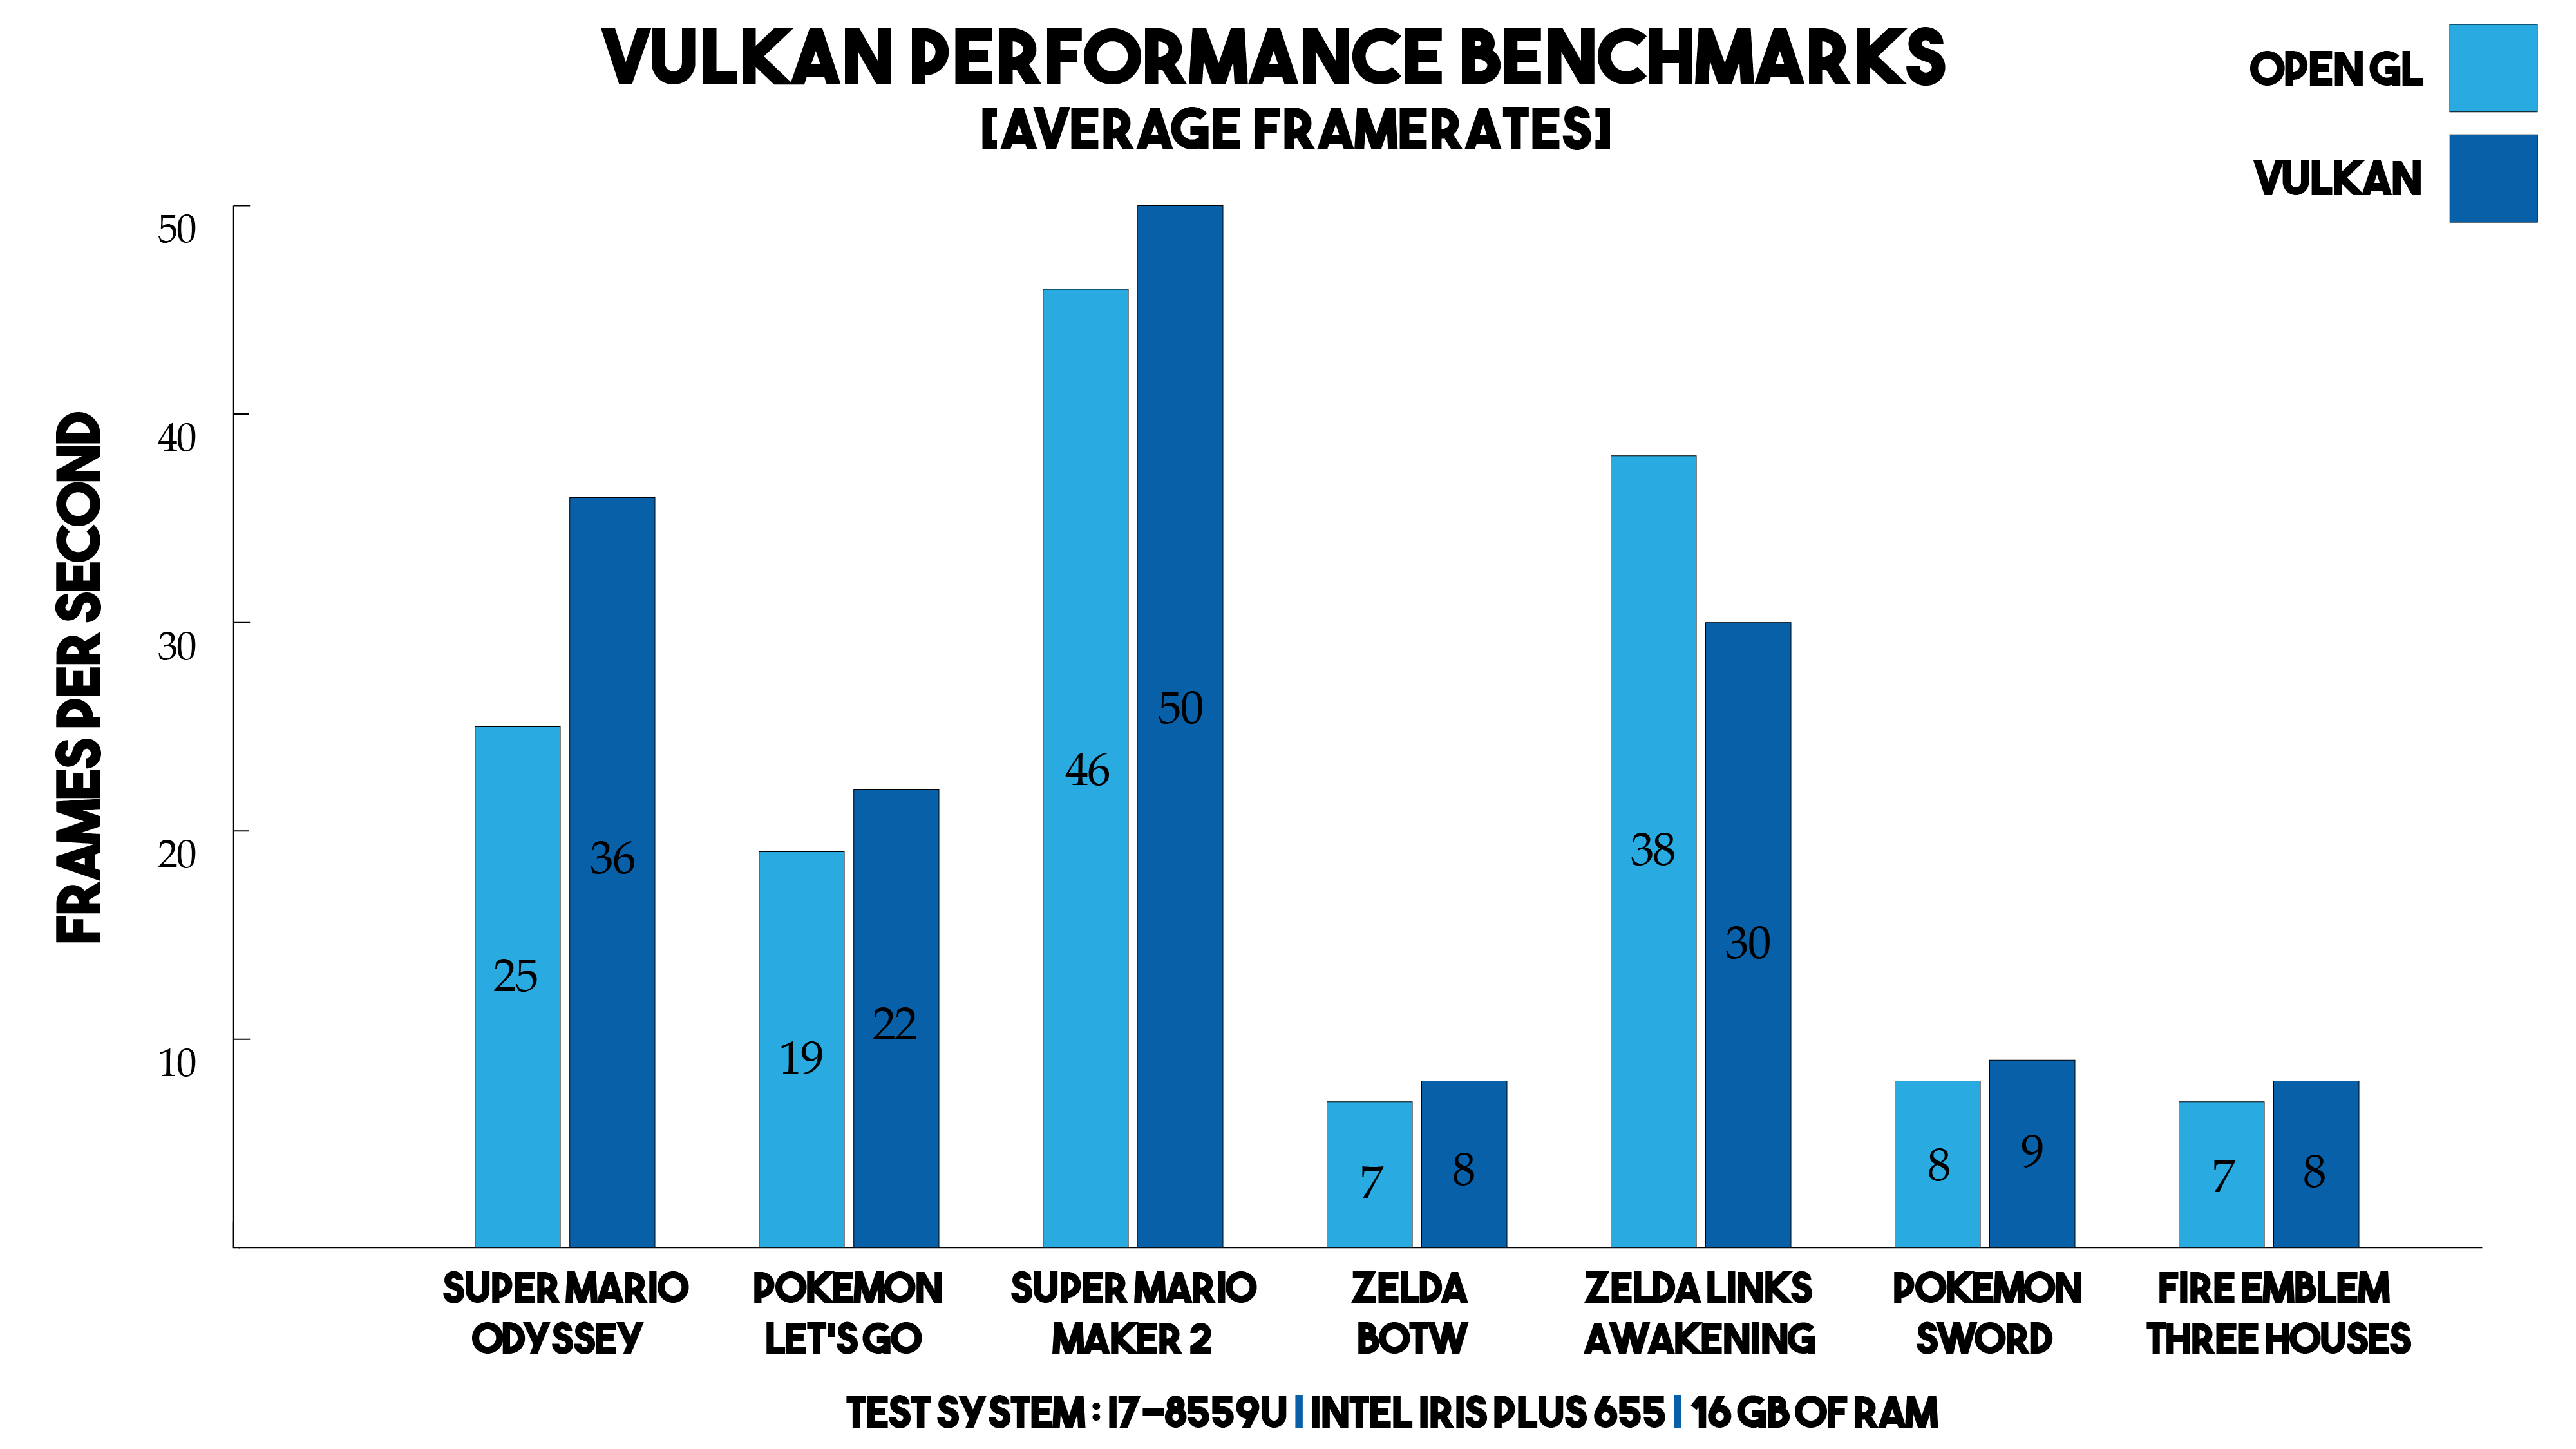 VULKAN PERFORMANCE BENCHMARKS
[AVERAGE FRAMERATES]
OPEN GL
VULKAN
FRAMES PER SECOND
50
40
30
20
10
25
36
19
22
46
50
7
8
38
30
8
9
7
8
SUPER MARIO
ODYSSEY
POKEMON
LET'S GO
SUPER MARIO
MAKER 2
ZELDA
BOTW
ZELDA LINKS
AWAKENING
POKEMON
SWORD
FIRE EMBLEM
THREE HOUSES
TEST SYSTEM : I7-8559U | INTEL IRIS PLUS 655 | 16 GB OF RAM